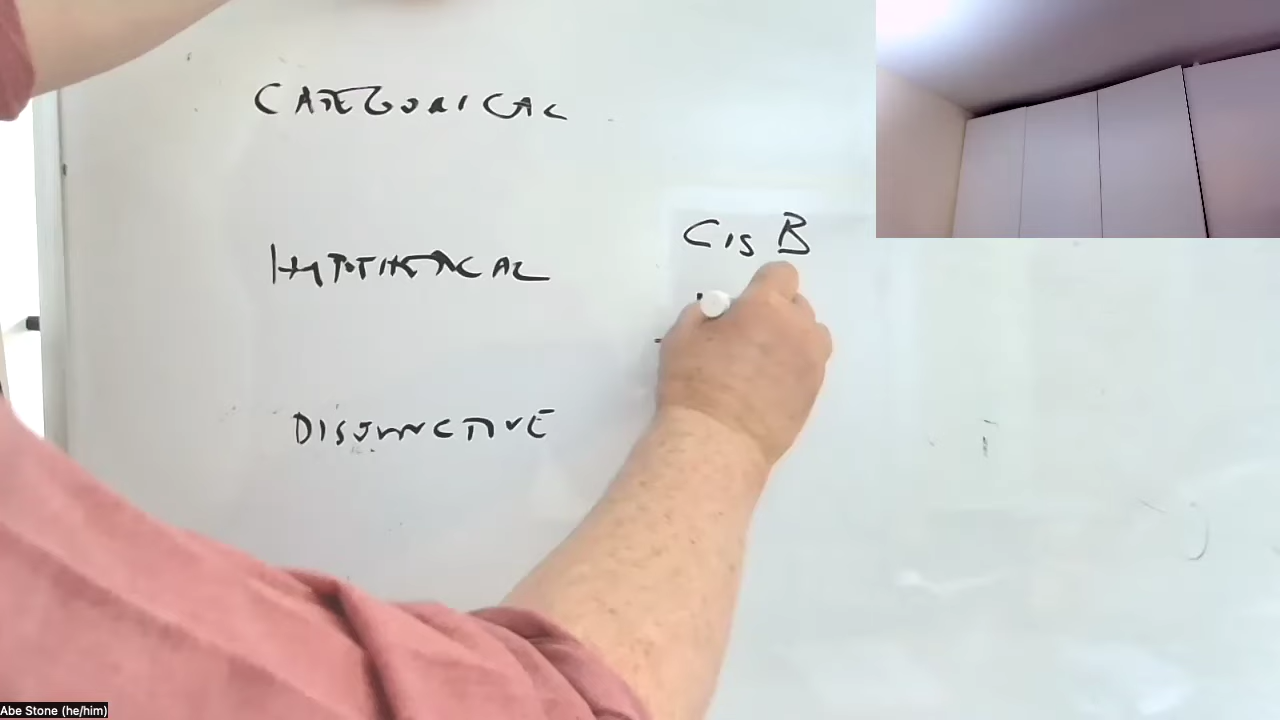 CATEGORICAL
C is B
HYPOTHETICAL
DISJUNCTIVE
Abe Stone (he/him)